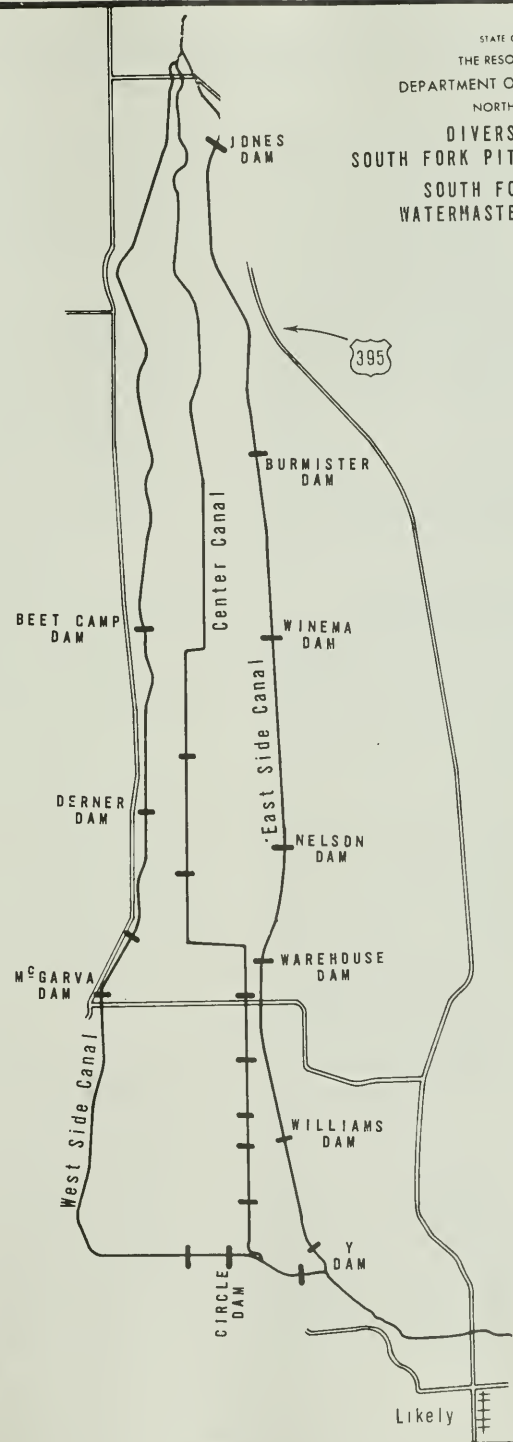 STATE
THE RESO
DEPARTMENT O
NORTH
DIVERS
SOUTH FORK PIT
SOUTH FO
WATERMASTE
JONES
DAM
395
BURMISTER
DAM
Center Canal
BEET CAMP
DAM
WINEMA
DAM
East Side Canal
DERNER
DAM
NELSON
DAM
WAREHOUSE
DAM
McGARVA
DAM
West Side Canal
WILLIAMS
DAM
Y
DAM
CIRCLE
DAM
Likely